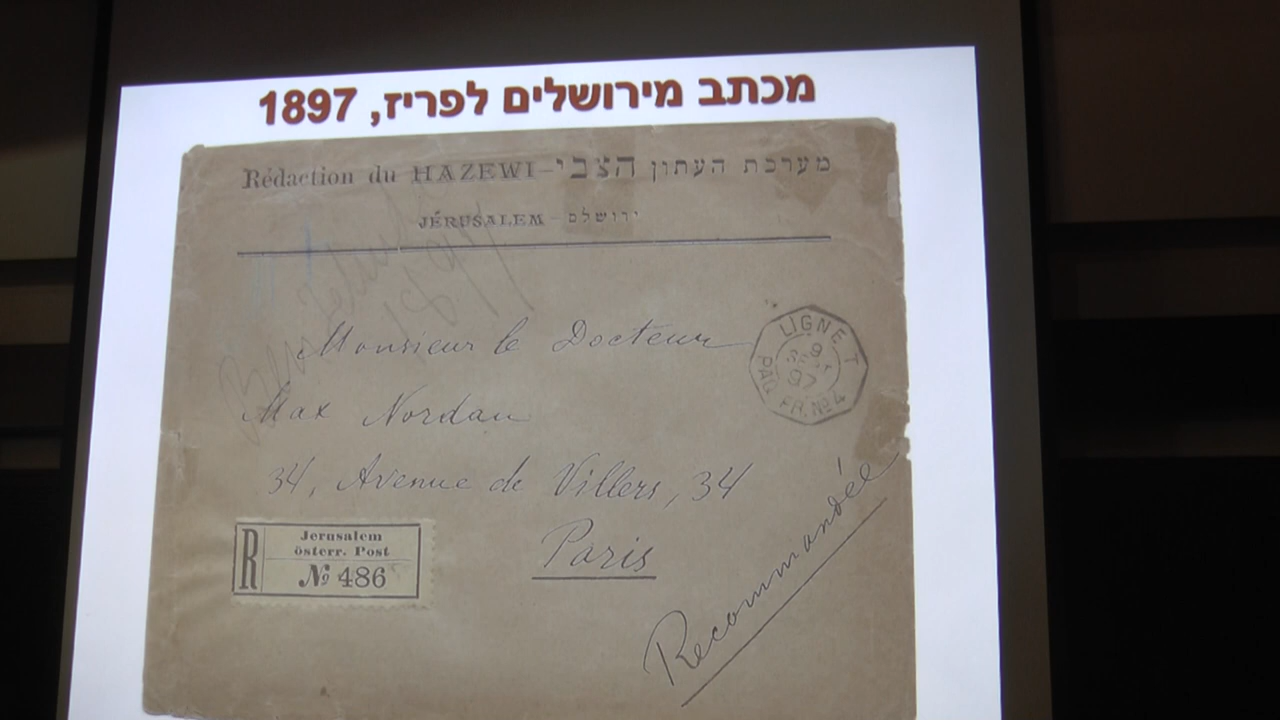 מכתב מירושלים לפריז, 1897
Rédaction du HAZEWI – מערכת העתון הצבי
JÉRUSALEM – ירושלם
1897
Monsieur le Docteur
Max Nordau
34, Avenue de Villers, 34
Paris
Recommandée
LIGNE T
9
SEPT
97
PAQ. FR. No 4
R
Jerusalem
österr. Post
No 486